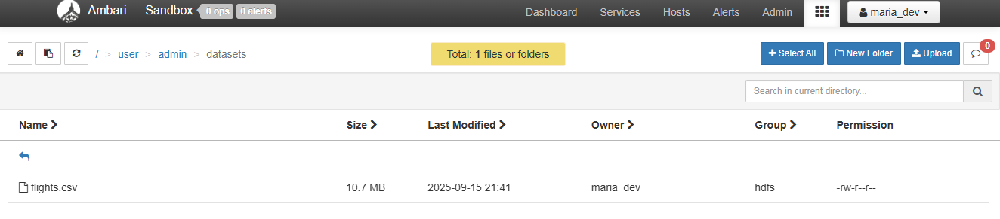 Ambari Sandbox 0 ops 0 alerts Dashboard Services Hosts Alerts Admin maria_dev
/ > user > admin > datasets Total: 1 files or folders Select All New Folder Upload 0
Search in current directory...
Name Size Last Modified Owner Group Permission
flights.csv 10.7 MB 2025-09-15 21:41 maria_dev hdfs -rw-r--r--